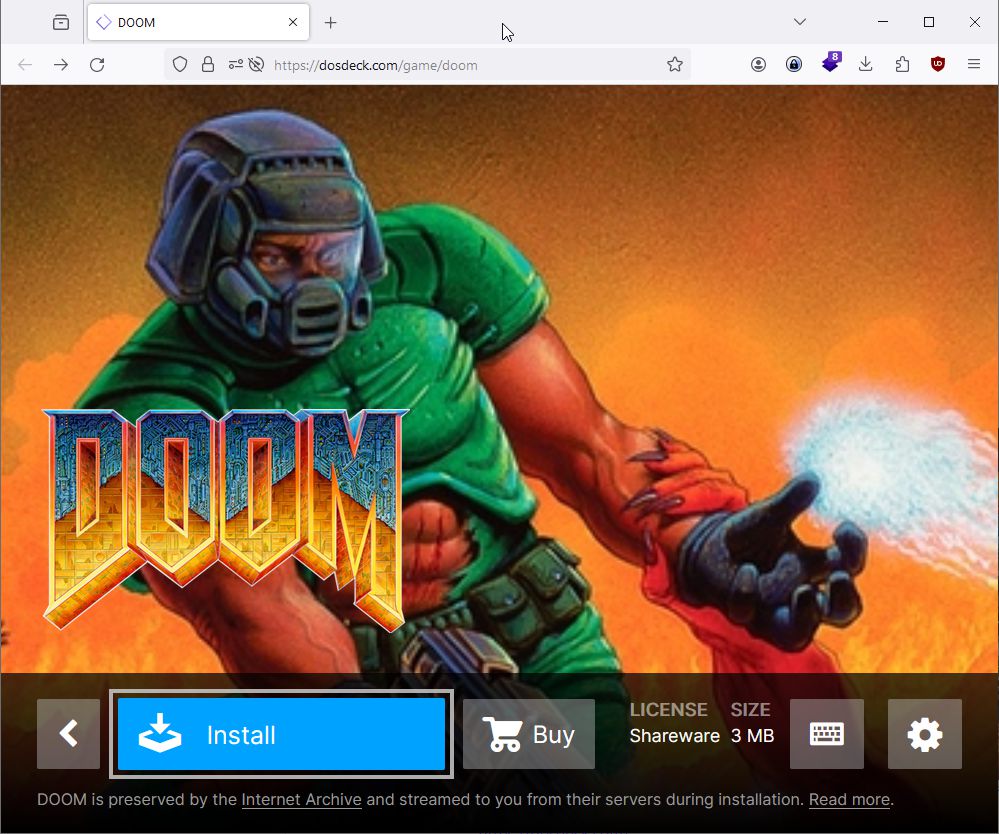 DOOM
8
https://dosdeck.com/game/doom
DOOM
LICENSE SIZE
Install Buy Shareware 3 MB
DOOM is preserved by the Internet Archive and streamed to you from their servers during installation. Read more.